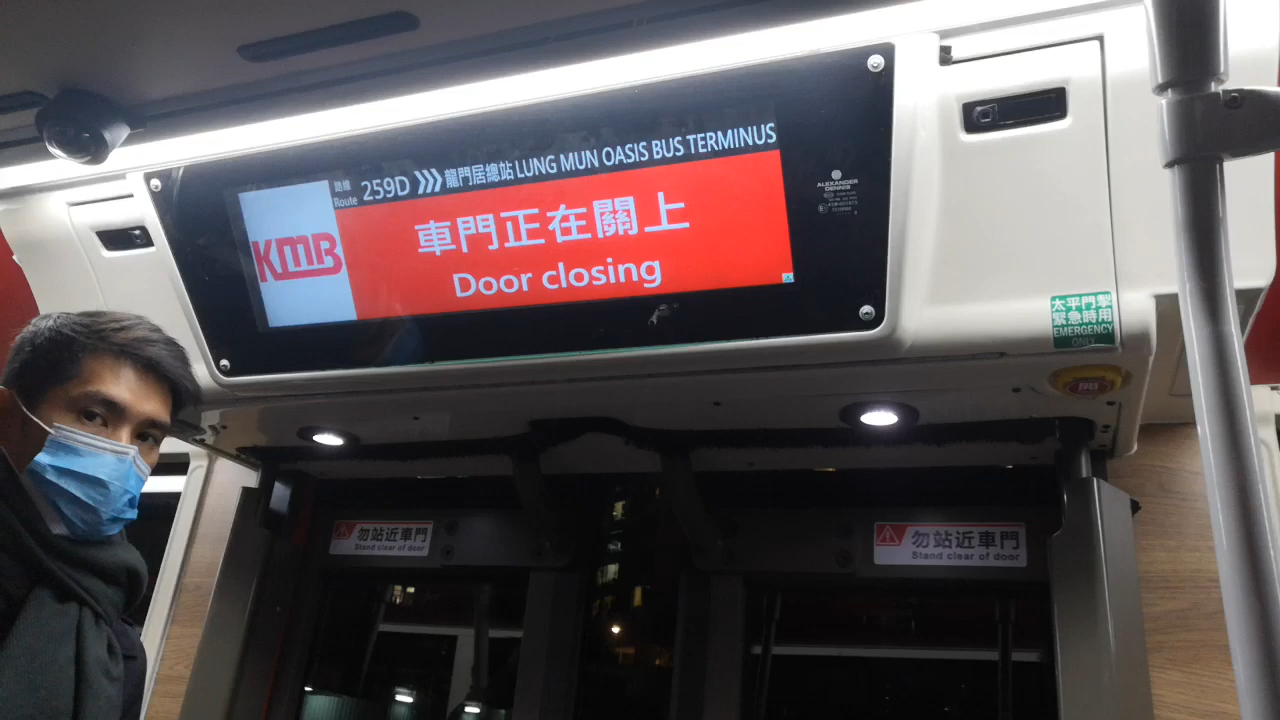 路線
Route
259D
龍門居總站 LUNG MUN OASIS BUS TERMINUS
KMB
車門正在關上
Door closing
ALEXANDER
DENNIS
太平門掣
緊急時用
EMERGENCY
ONLY
勿站近車門
Stand clear of door
勿站近車門
Stand clear of door